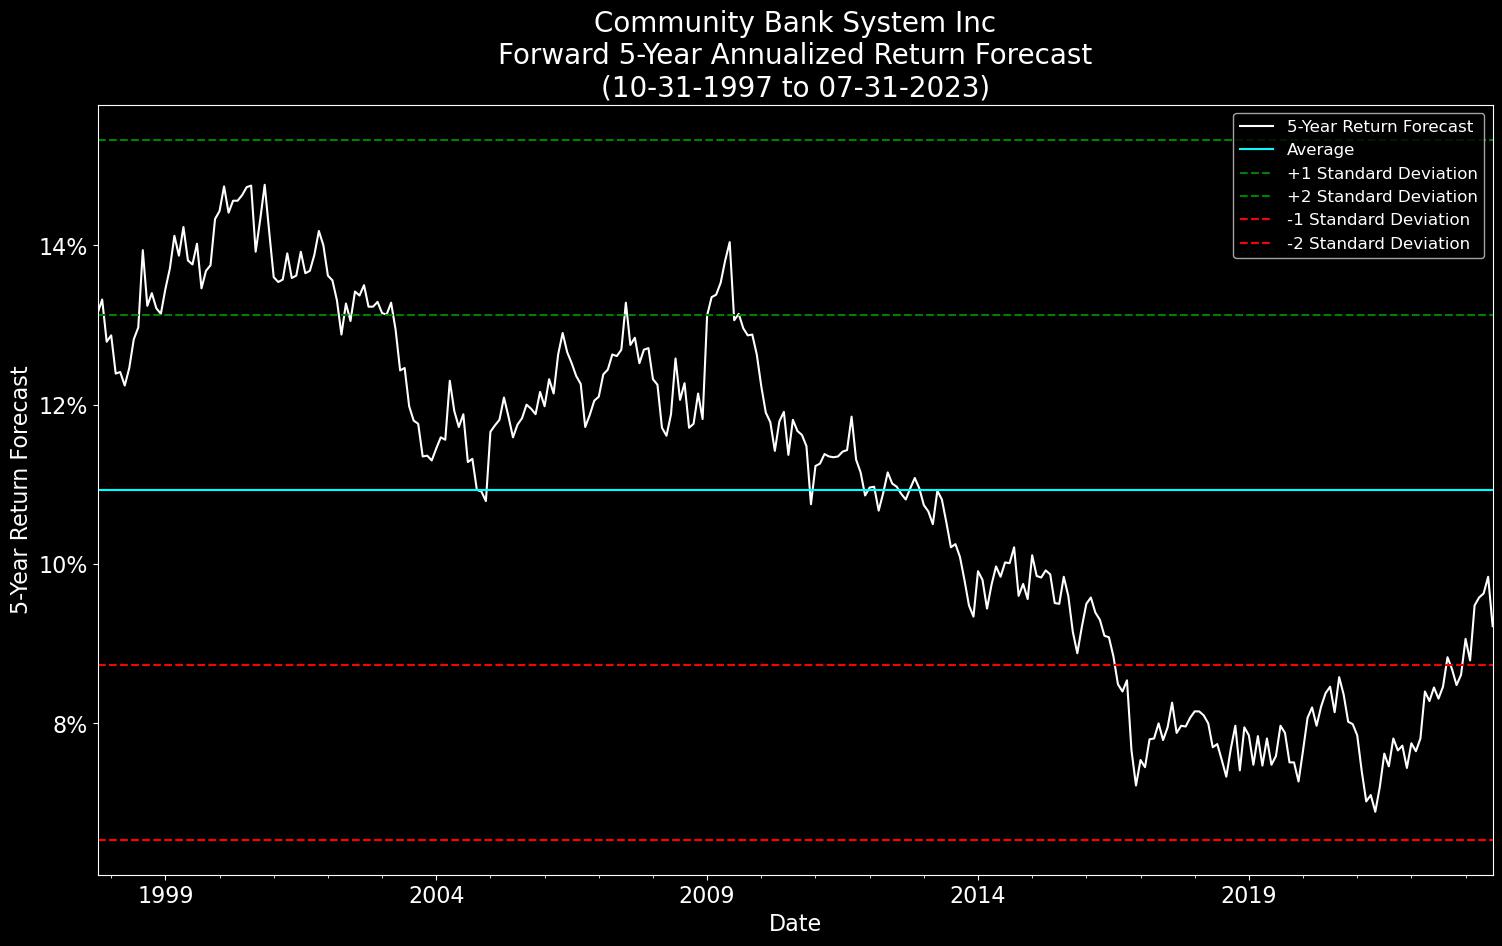 Community Bank System Inc
Forward 5-Year Annualized Return Forecast
(10-31-1997 to 07-31-2023)
5-Year Return Forecast
Average
+1 Standard Deviation
+2 Standard Deviation
-1 Standard Deviation
-2 Standard Deviation
14%
12%
10%
8%
5-Year Return Forecast
1999
2004
2009
2014
2019
Date